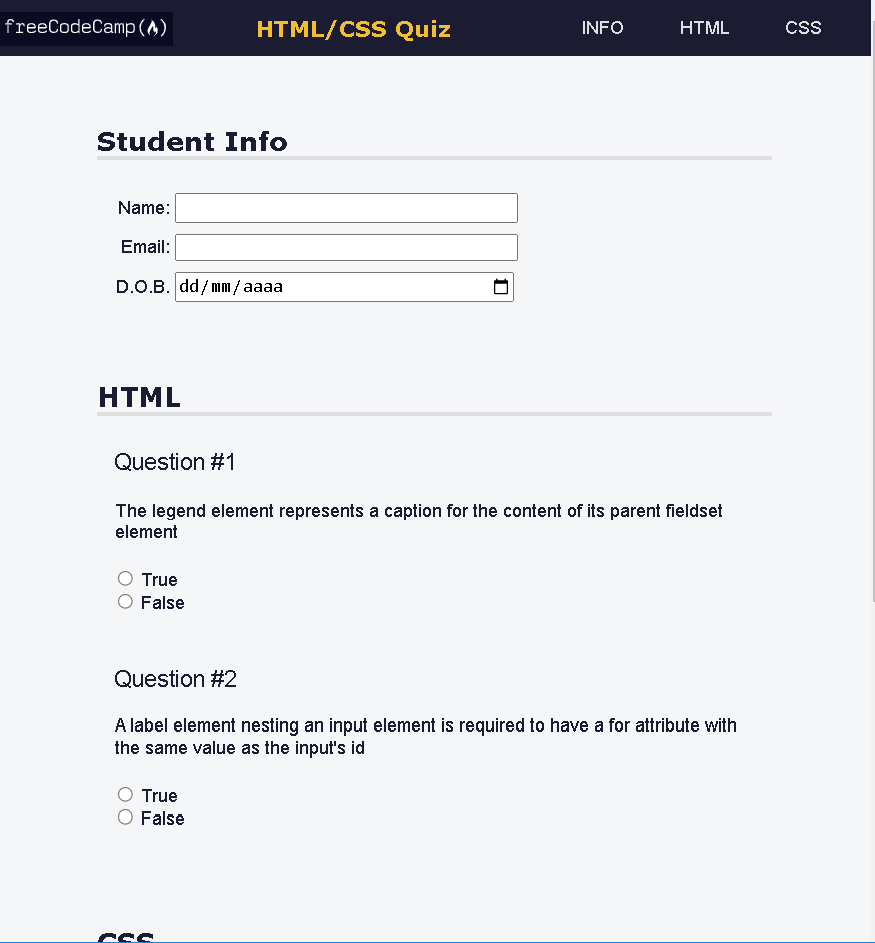 freeCodeCamp HTML/CSS Quiz INFO HTML CSS
Student Info
Name:
Email:
D.O.B. dd/mm/aaaa
HTML
Question #1
The legend element represents a caption for the content of its parent fieldset
element
True
False
Question #2
A label element nesting an input element is required to have a for attribute with
the same value as the input's id
True
False
CSS